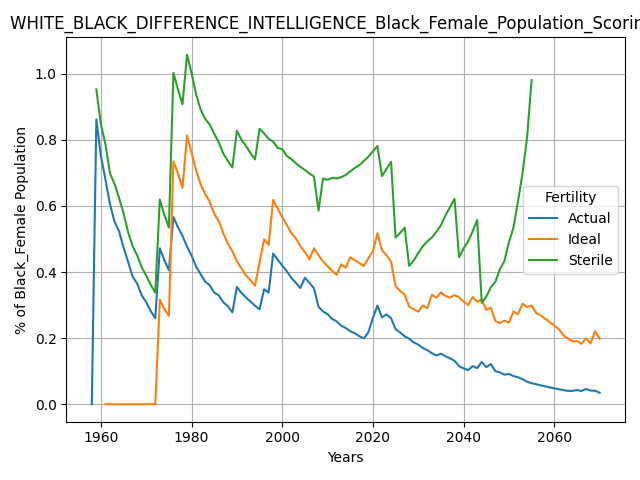 WHITE_BLACK_DIFFERENCE_INTELLIGENCE_Black_Female_Population_Scorin
% of Black_Female Population
1.0
0.8
0.6
0.4
0.2
0.0
Fertility
Actual
Ideal
Sterile
1960
1980
2000
2020
2040
2060
Years